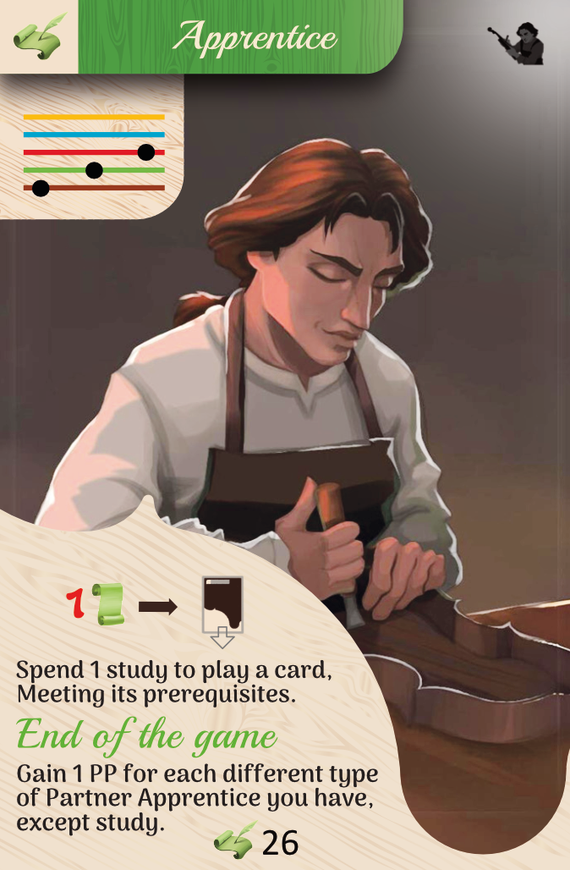 Apprentice
1
Spend 1 study to play a card,
Meeting its prerequisites.
End of the game
Gain 1 PP for each different type
of Partner Apprentice you have,
except study.
26